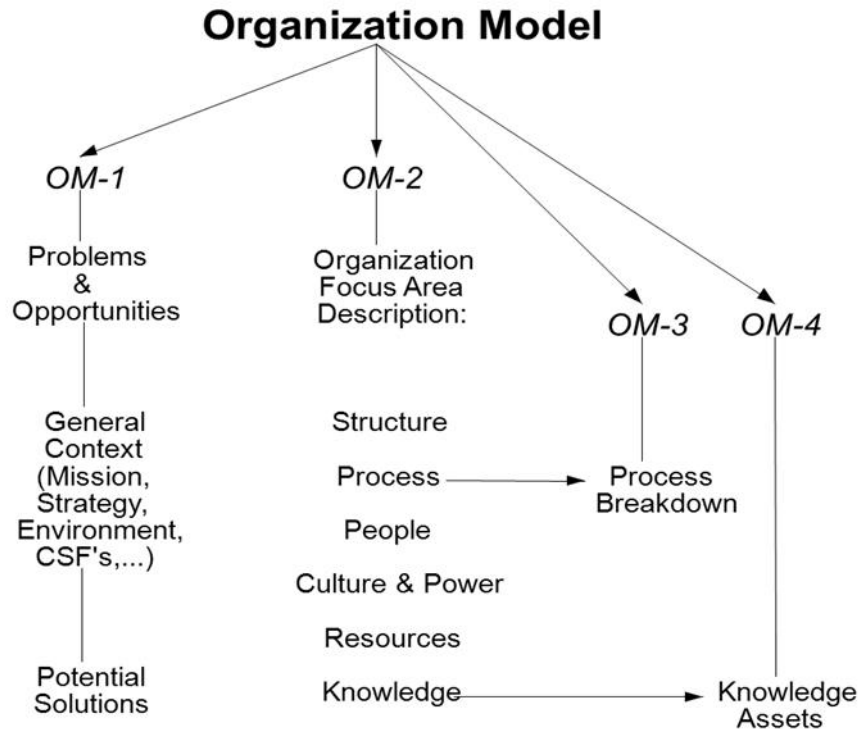 Organization Model
OM-1
Problems
&
Opportunities
General
Context
(Mission,
Strategy,
Environment,
CSF's,...)
Potential
Solutions
OM-2
Organization
Focus Area
Description:
Structure
Process
People
Culture & Power
Resources
Knowledge
OM-3
Process
Breakdown
OM-4
Knowledge
Assets